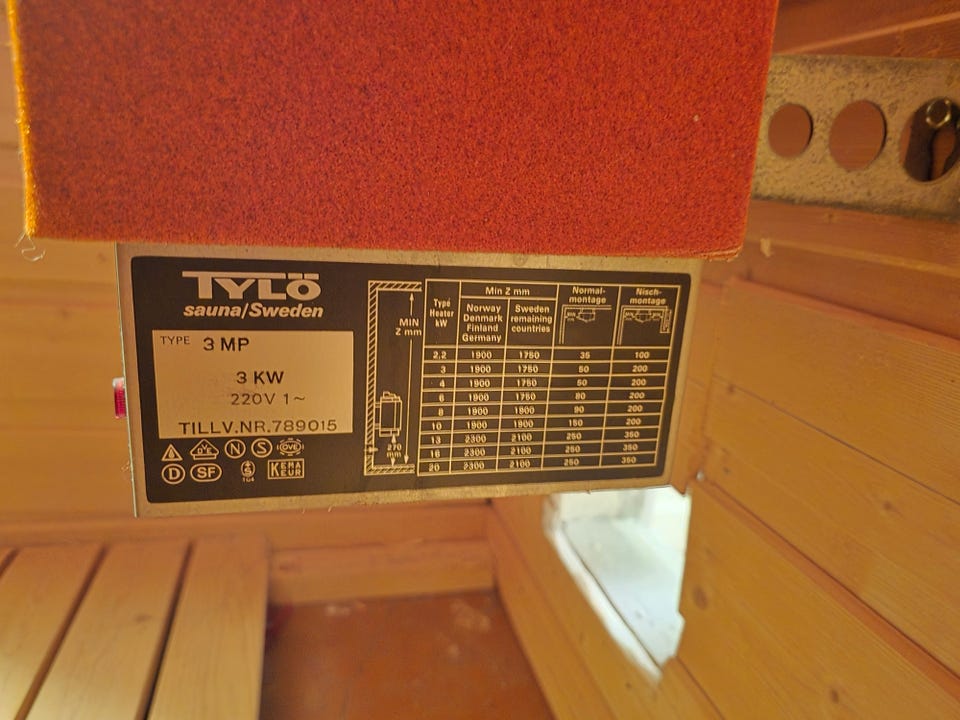 TYLÖ
sauna/Sweden
TYPE 3 MP
3 KW
220V 1~
TILLV.NR.789015
D N S ÖVE
D SF S KEMA
104 KEUR
MIN
Z mm
270
mm
Type Heater kW | Min Z mm | Normal-montage | Nisch-montage
Norway Denmark Finland Germany | Sweden remaining countries
2,2 1900 1750 35 100
3 1900 1750 50 200
4 1900 1750 50 200
6 1900 1750 80 200
8 1900 1900 90 200
10 1900 1900 150 200
13 2300 2100 250 350
16 2300 2100 250 350
20 2300 2100 250 350